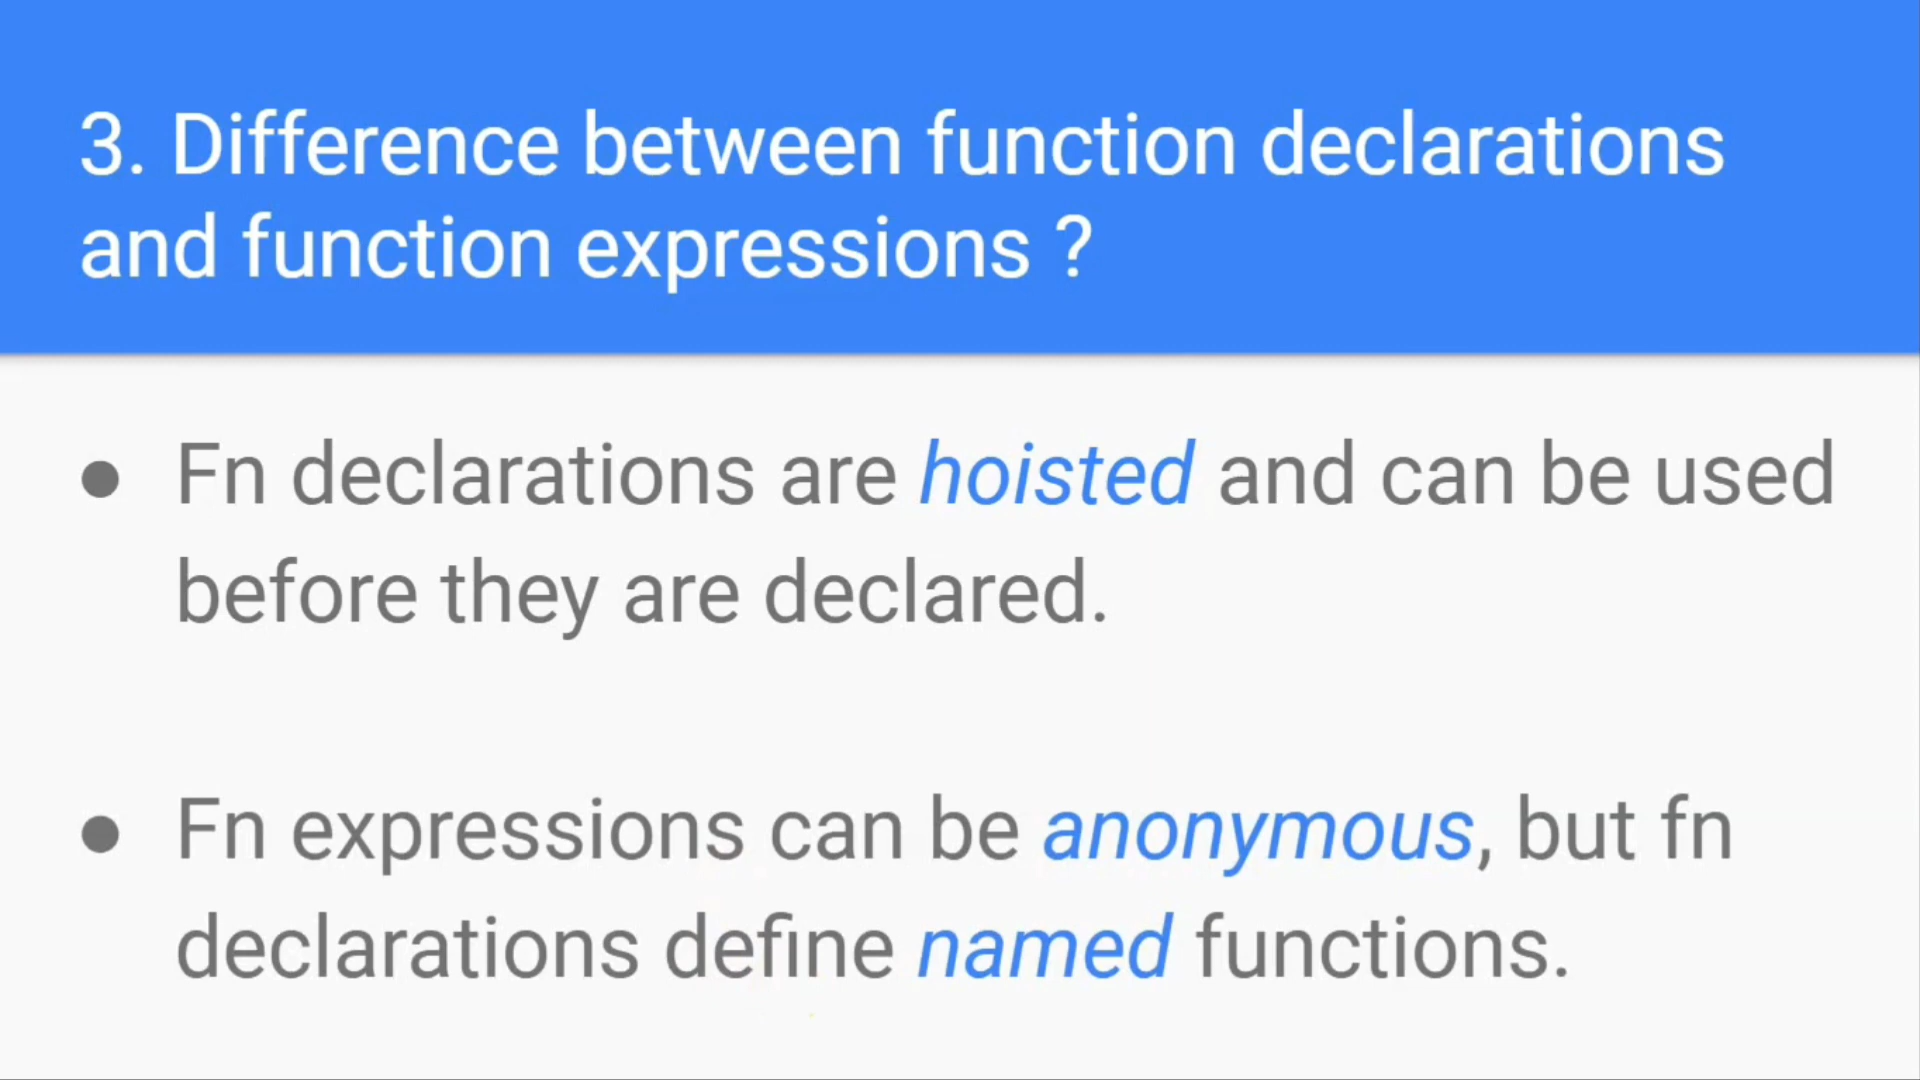 3. Difference between function declarations
and function expressions ?
● Fn declarations are hoisted and can be used
before they are declared.
● Fn expressions can be anonymous, but fn
declarations define named functions.